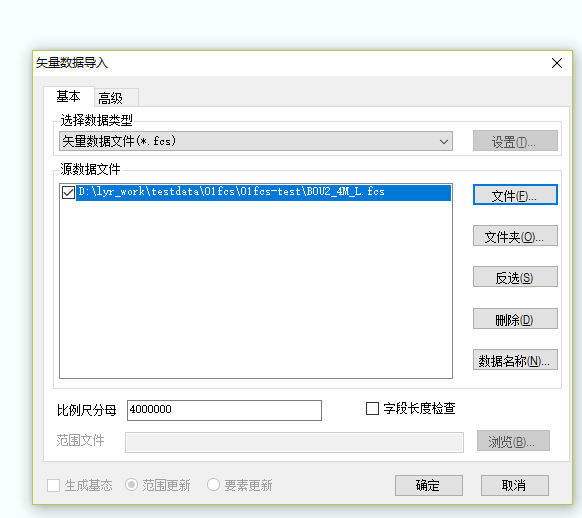 矢量数据导入
基本 高级
选择数据类型
矢量数据文件(*.fcs)
设置(T)...
源数据文件
D:\lyr_work\testdata\01fcs\01fcs-test\BOU2_4M_L.fcs
文件(F)...
文件夹(O)...
反选(S)
删除(D)
数据名称(N)...
比例尺分母 4000000 字段长度检查
范围文件 浏览(B)...
生成基态 范围更新 要素更新 确定 取消